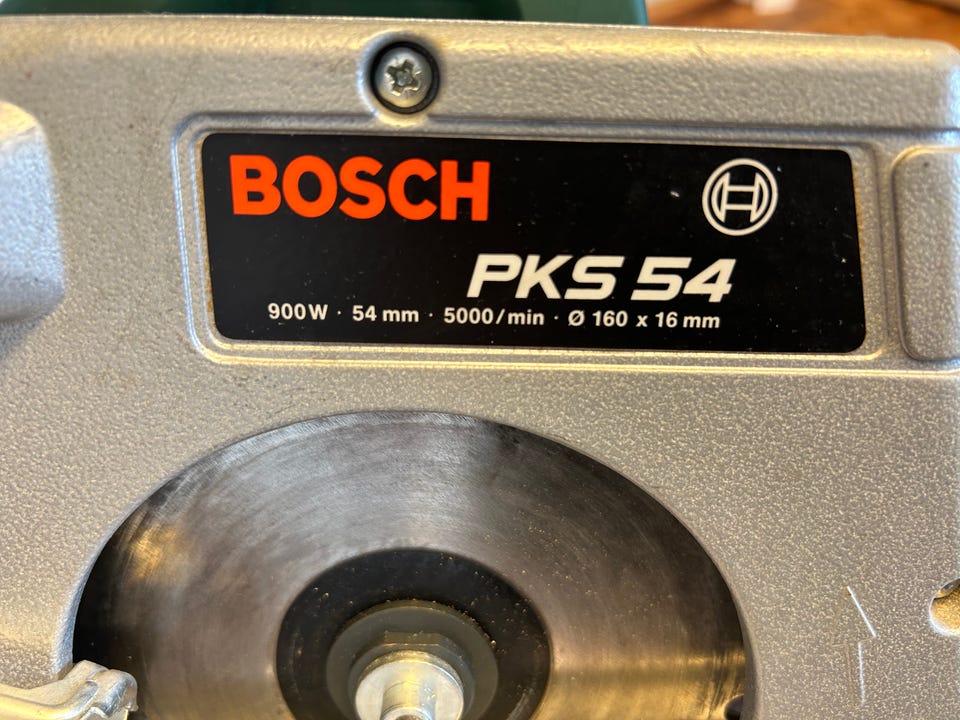 BOSCH
PKS 54
900W · 54 mm · 5000/min · Ø 160 x 16 mm